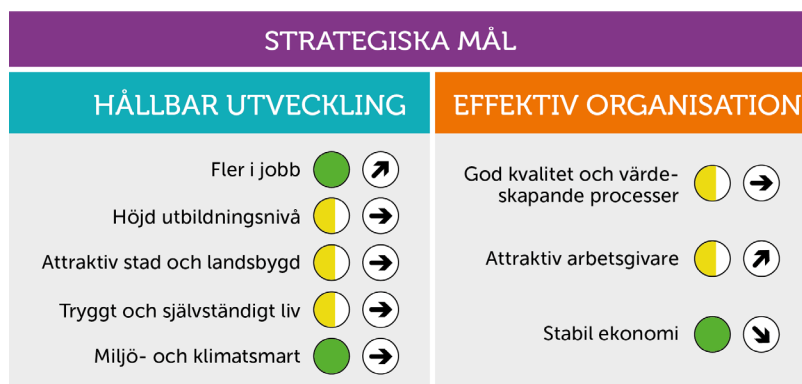 STRATEGISKA MÅL
HÅLLBAR UTVECKLING
Fler i jobb
Höjd utbildningsnivå
Attraktiv stad och landsbygd
Tryggt och självständigt liv
Miljö- och klimatsmart
EFFEKTIV ORGANISATION
God kvalitet och värde-
skapande processer
Attraktiv arbetsgivare
Stabil ekonomi